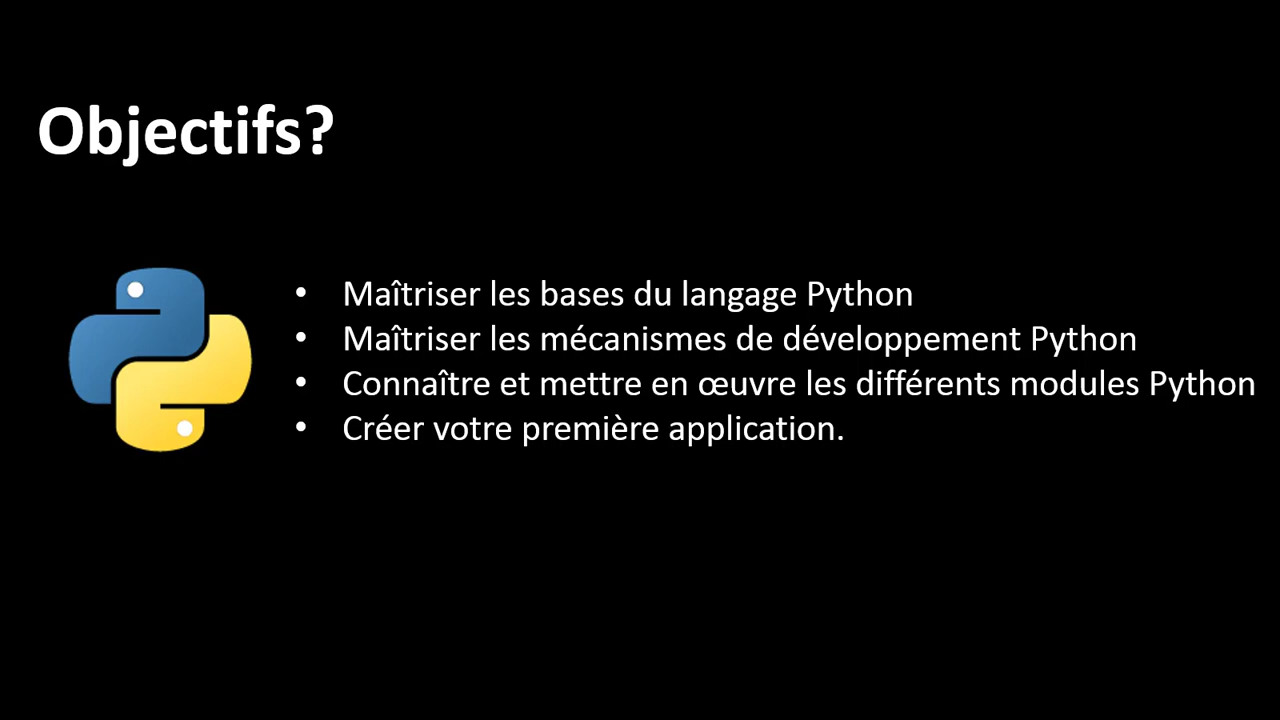 Objectifs?
• Maîtriser les bases du langage Python
• Maîtriser les mécanismes de développement Python
• Connaître et mettre en œuvre les différents modules Python
• Créer votre première application.